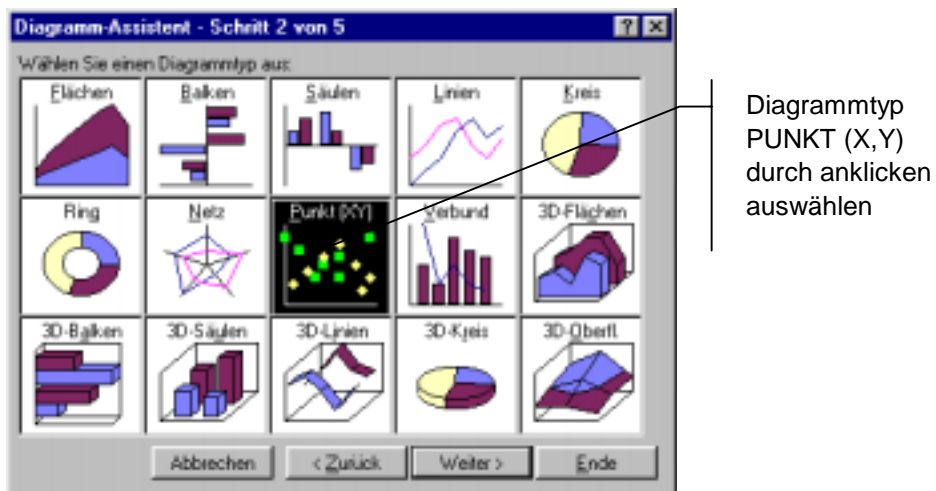 Diagramm-Assistent - Schritt 2 von 5
Wählen Sie einen Diagrammtyp aus:
Flächen Balken Säulen Linien Kreis
Ring Netz Punkt (XY) Verbund 3D-Flächen
3D-Balken 3D-Säulen 3D-Linien 3D-Kreis 3D-Oberfl.
Abbrechen < Zurück Weiter > Ende
Diagrammtyp
PUNKT (X,Y)
durch anklicken
auswählen